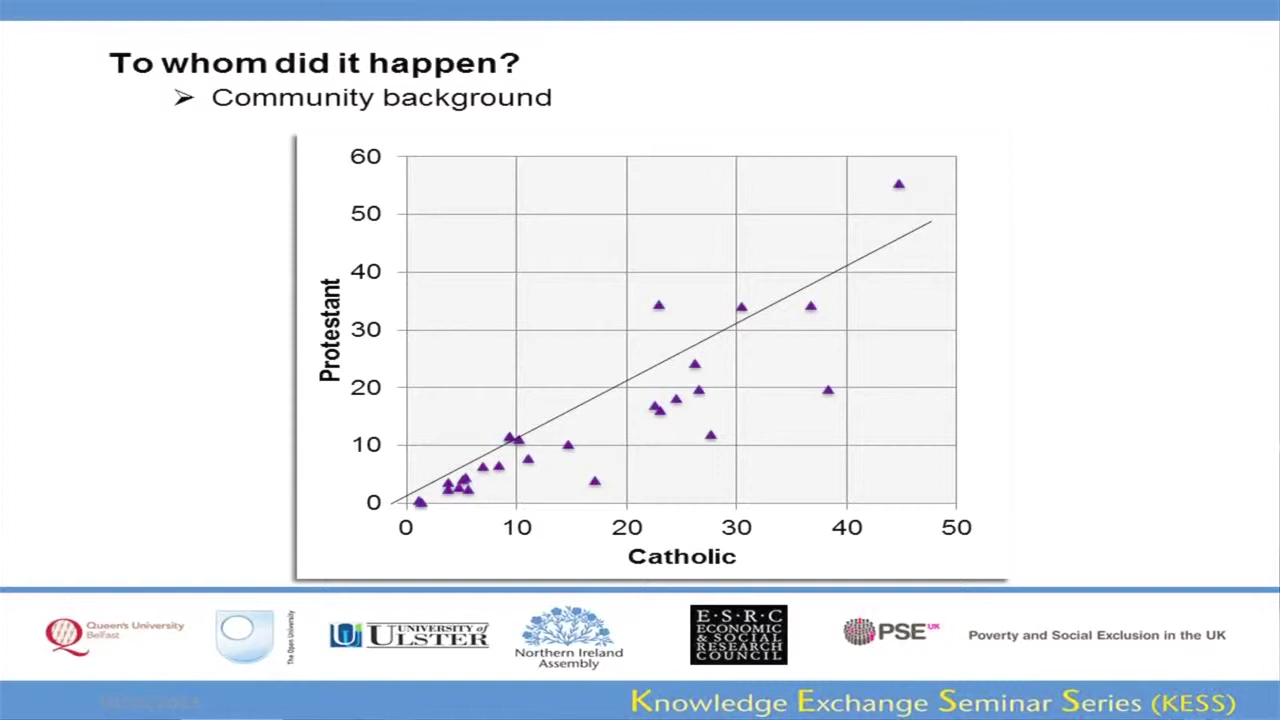 To whom did it happen?
➢ Community background
60
50
40
30
20
10
0
Protestant
0 10 20 30 40 50
Catholic
Queen's University
Belfast
The Open University
UNIVERSITY of
ULSTER
Northern Ireland
Assembly
E·S·R·C
ECONOMIC
& SOCIAL
RESEARCH
COUNCIL
PSE UK
Poverty and Social Exclusion in the UK
Knowledge Exchange Seminar Series (KESS)